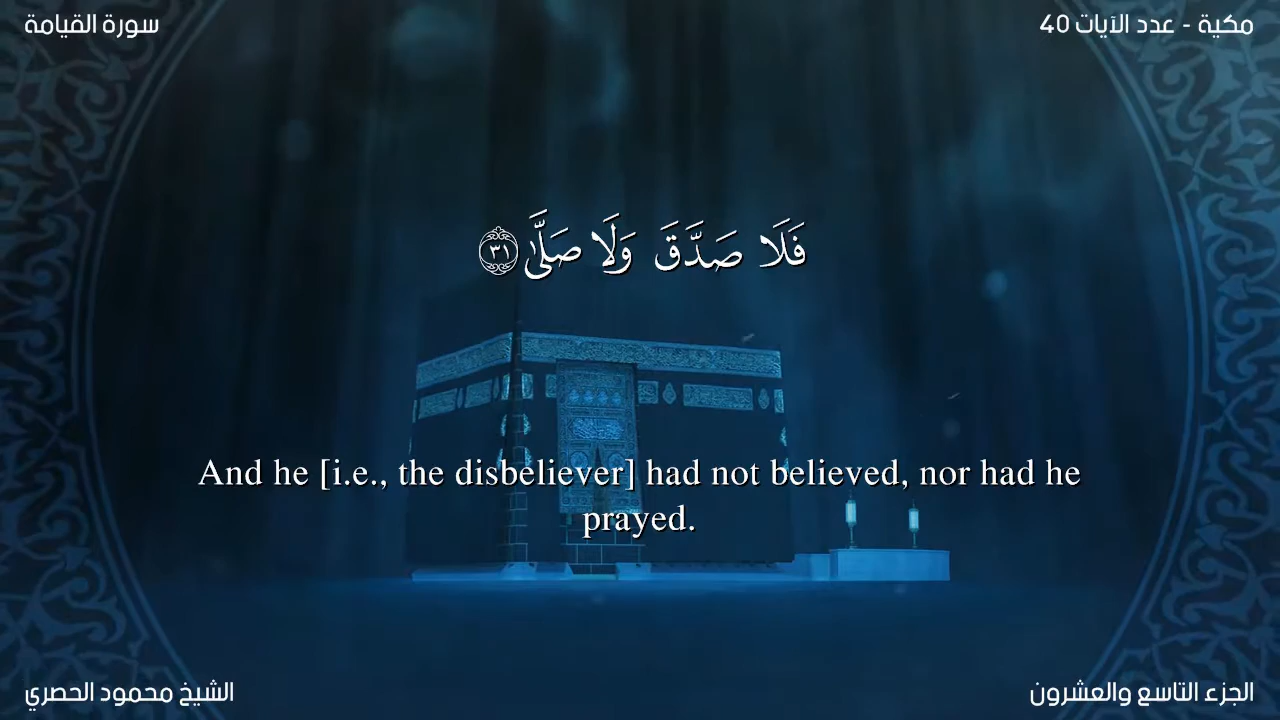 سورة القيامة
مكية - عدد الآيات 40
فَلَا صَدَّقَ وَلَا صَلَّىٰ ٣١
And he [i.e., the disbeliever] had not believed, nor had he
prayed.
الشيخ محمود الحصري
الجزء التاسع والعشرون